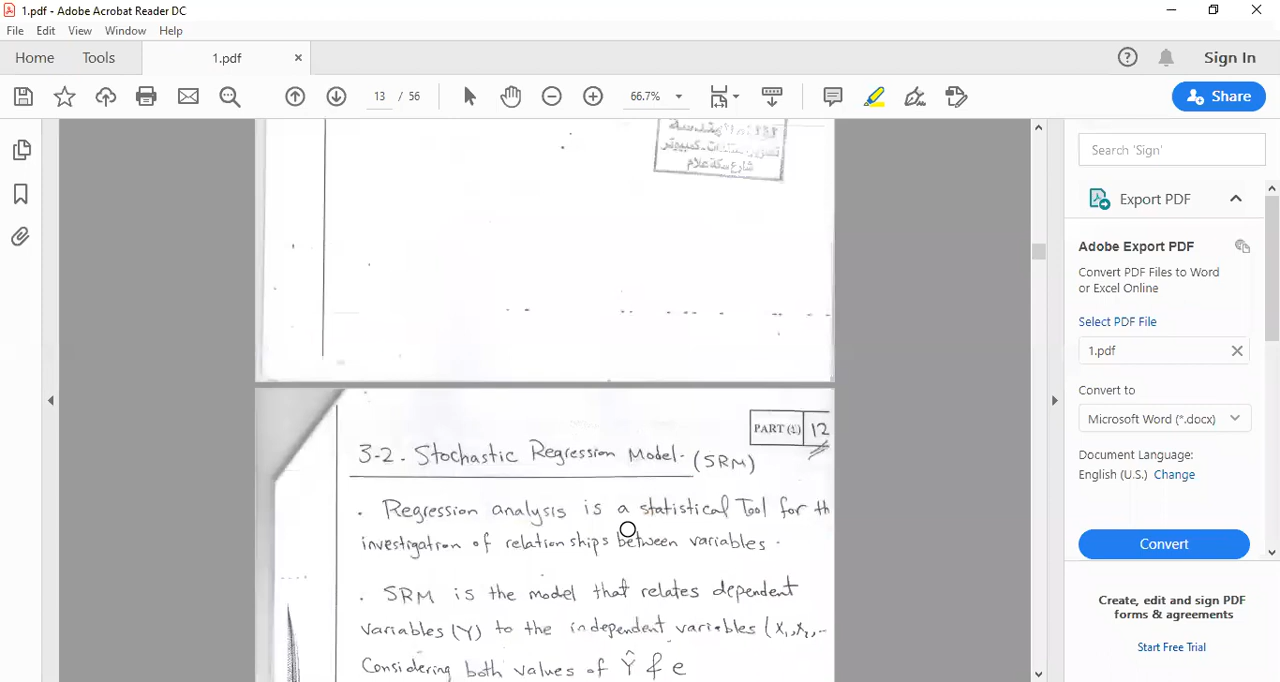 1.pdf - Adobe Acrobat Reader DC
File Edit View Window Help
Home Tools 1.pdf × Sign In
13 / 56 66.7% Share
Search 'Sign'
Export PDF
Adobe Export PDF
Convert PDF Files to Word
or Excel Online
Select PDF File
1.pdf
Convert to
Microsoft Word (*.docx)
Document Language:
English (U.S.) Change
Convert
Create, edit and sign PDF
forms & agreements
Start Free Trial
PART (2) 12
3-2. Stochastic Regression Model. (SRM)
. Regression analysis is a statistical Tool for th
investigation of relationships between variables.
. SRM is the model that relates dependent
variables (Y) to the independent variables (X1,X2,..
Considering both values of Ŷ & e